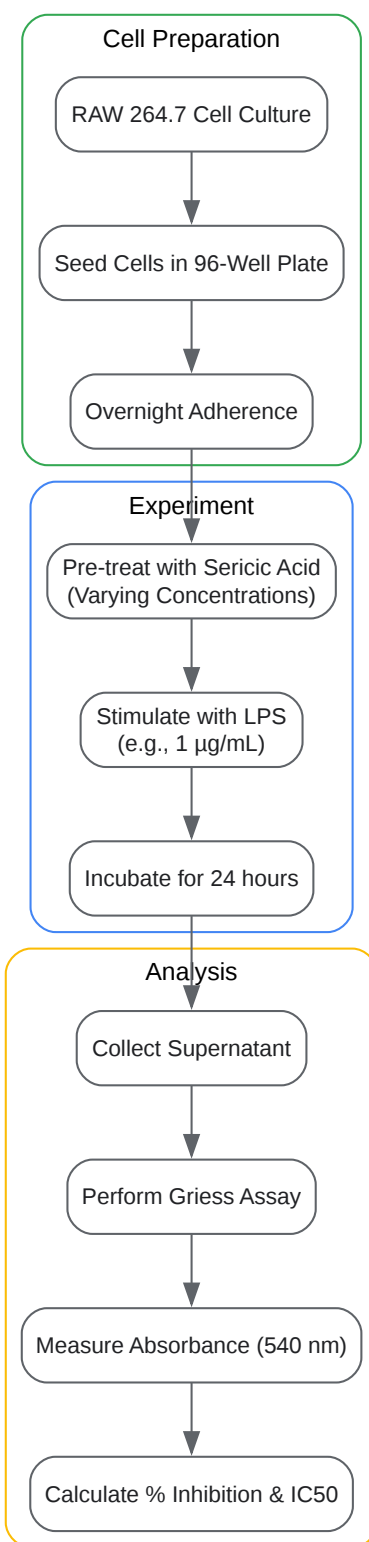 Cell Preparation
RAW 264.7 Cell Culture
Seed Cells in 96-Well Plate
Overnight Adherence
Experiment
Pre-treat with Sericic Acid
(Varying Concentrations)
Stimulate with LPS
(e.g., 1 µg/mL)
Incubate for 24 hours
Analysis
Collect Supernatant
Perform Griess Assay
Measure Absorbance (540 nm)
Calculate % Inhibition & IC50